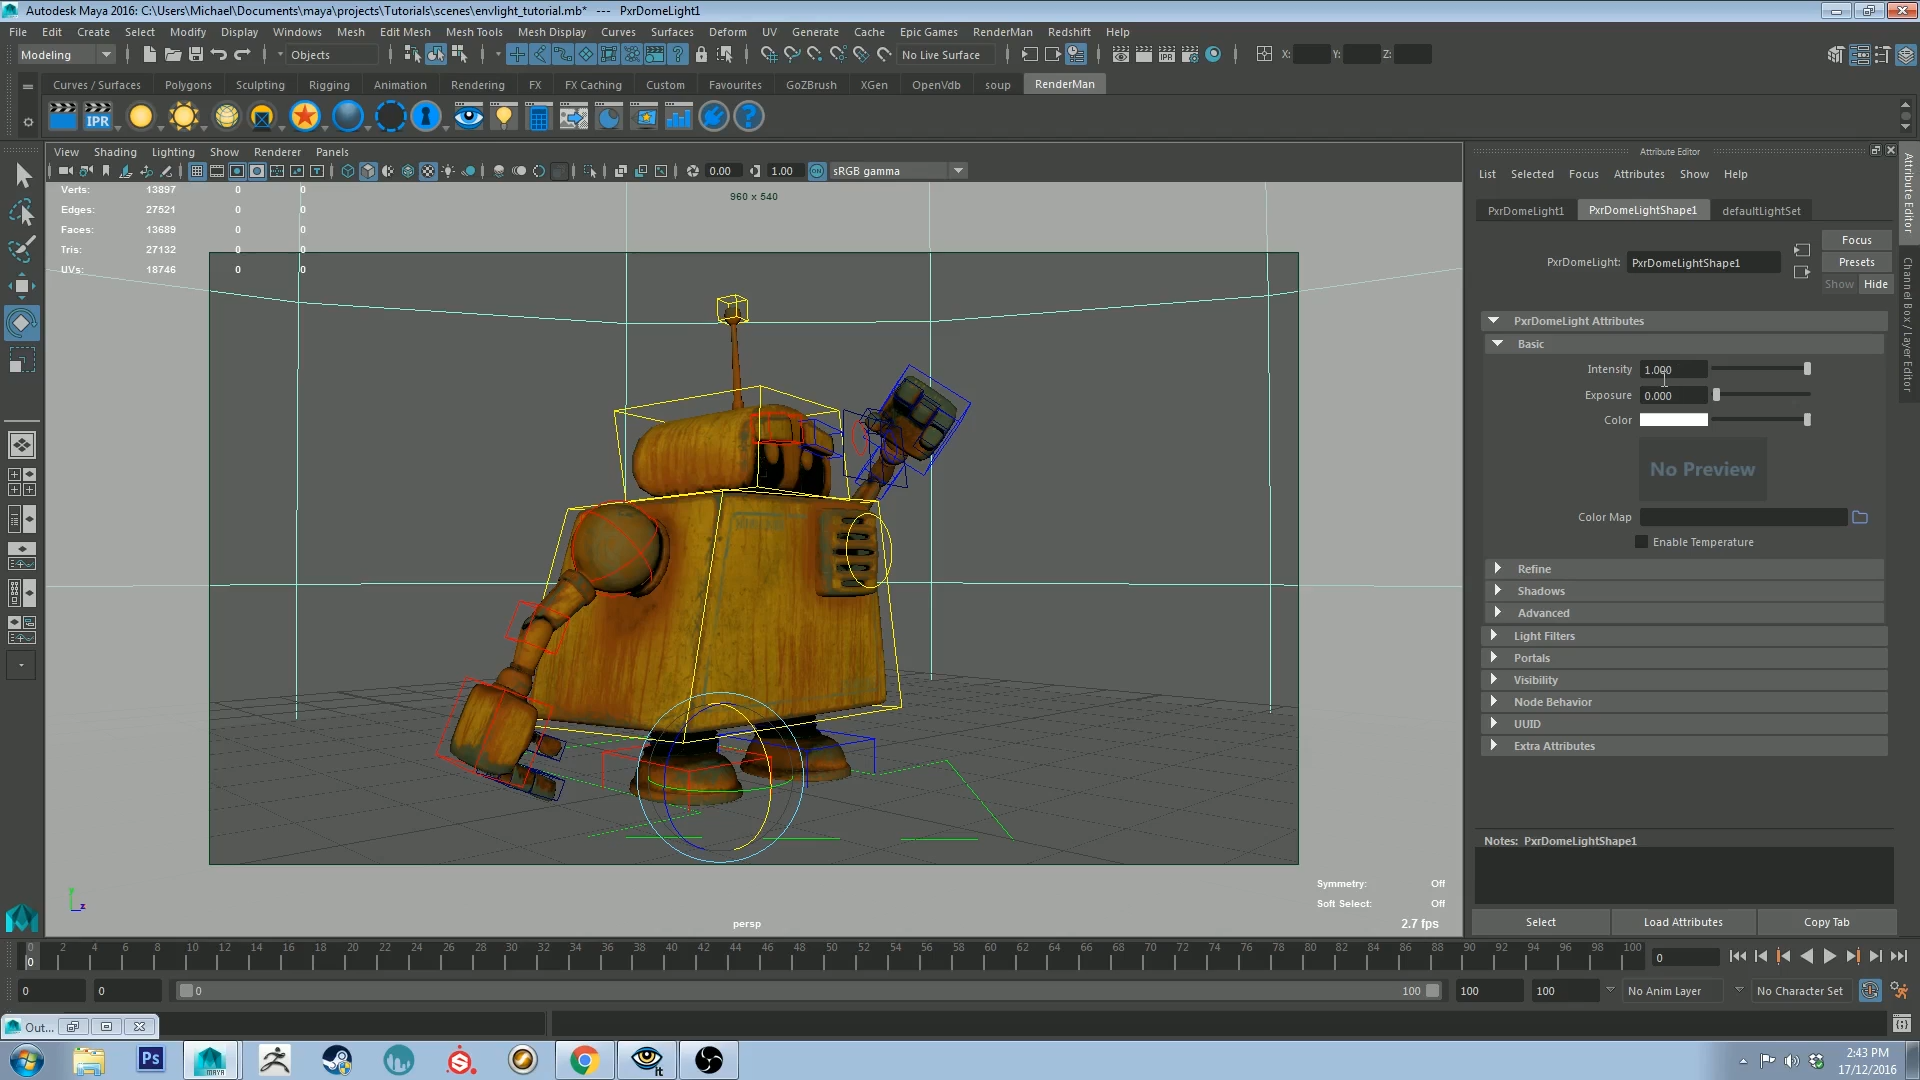 Autodesk Maya 2016: C:\Users\Michael\Documents\maya\projects\Tutorials\scenes\envlight_tutorial.mb* --- PxrDomeLight1
File Edit Create Select Modify Display Windows Mesh Edit Mesh Mesh Tools Mesh Display Curves Surfaces Deform UV Generate Cache Epic Games RenderMan Redshift Help
Modeling Objects No Live Surface X: Y: Z:
Curves / Surfaces Polygons Sculpting Rigging Animation Rendering FX FX Caching Custom Favourites GoZBrush XGen OpenVdb soup RenderMan
IPR
View Shading Lighting Show Renderer Panels
0.00 1.00 sRGB gamma
Verts: 13897 0 0
Edges: 27521 0 0
Faces: 13689 0 0
Tris: 27132 0 0
UVs: 18746 0 0
960 x 540
Symmetry: Off
Soft Select: Off
2.7 fps
persp
y
z
Attribute Editor
List Selected Focus Attributes Show Help
PxrDomeLight1 PxrDomeLightShape1 defaultLightSet
Focus
PxrDomeLight: PxrDomeLightShape1 Presets
Show Hide
PxrDomeLight Attributes
Basic
Intensity 1.000
Exposure 0.000
Color
No Preview
Color Map
Enable Temperature
Refine
Shadows
Advanced
Light Filters
Portals
Visibility
Node Behavior
UUID
Extra Attributes
Notes: PxrDomeLightShape1
Select Load Attributes Copy Tab
Attribute Editor
Channel Box / Layer Editor
0 2 4 6 8 10 12 14 16 18 20 22 24 26 28 30 32 34 36 38 40 42 44 46 48 50 52 54 56 58 60 62 64 66 68 70 72 74 76 78 80 82 84 86 88 90 92 94 96 98 100
0 0
0 0 0 100 100 100 No Anim Layer No Character Set
Out...
Ps MAYA it
2:43 PM
17/12/2016